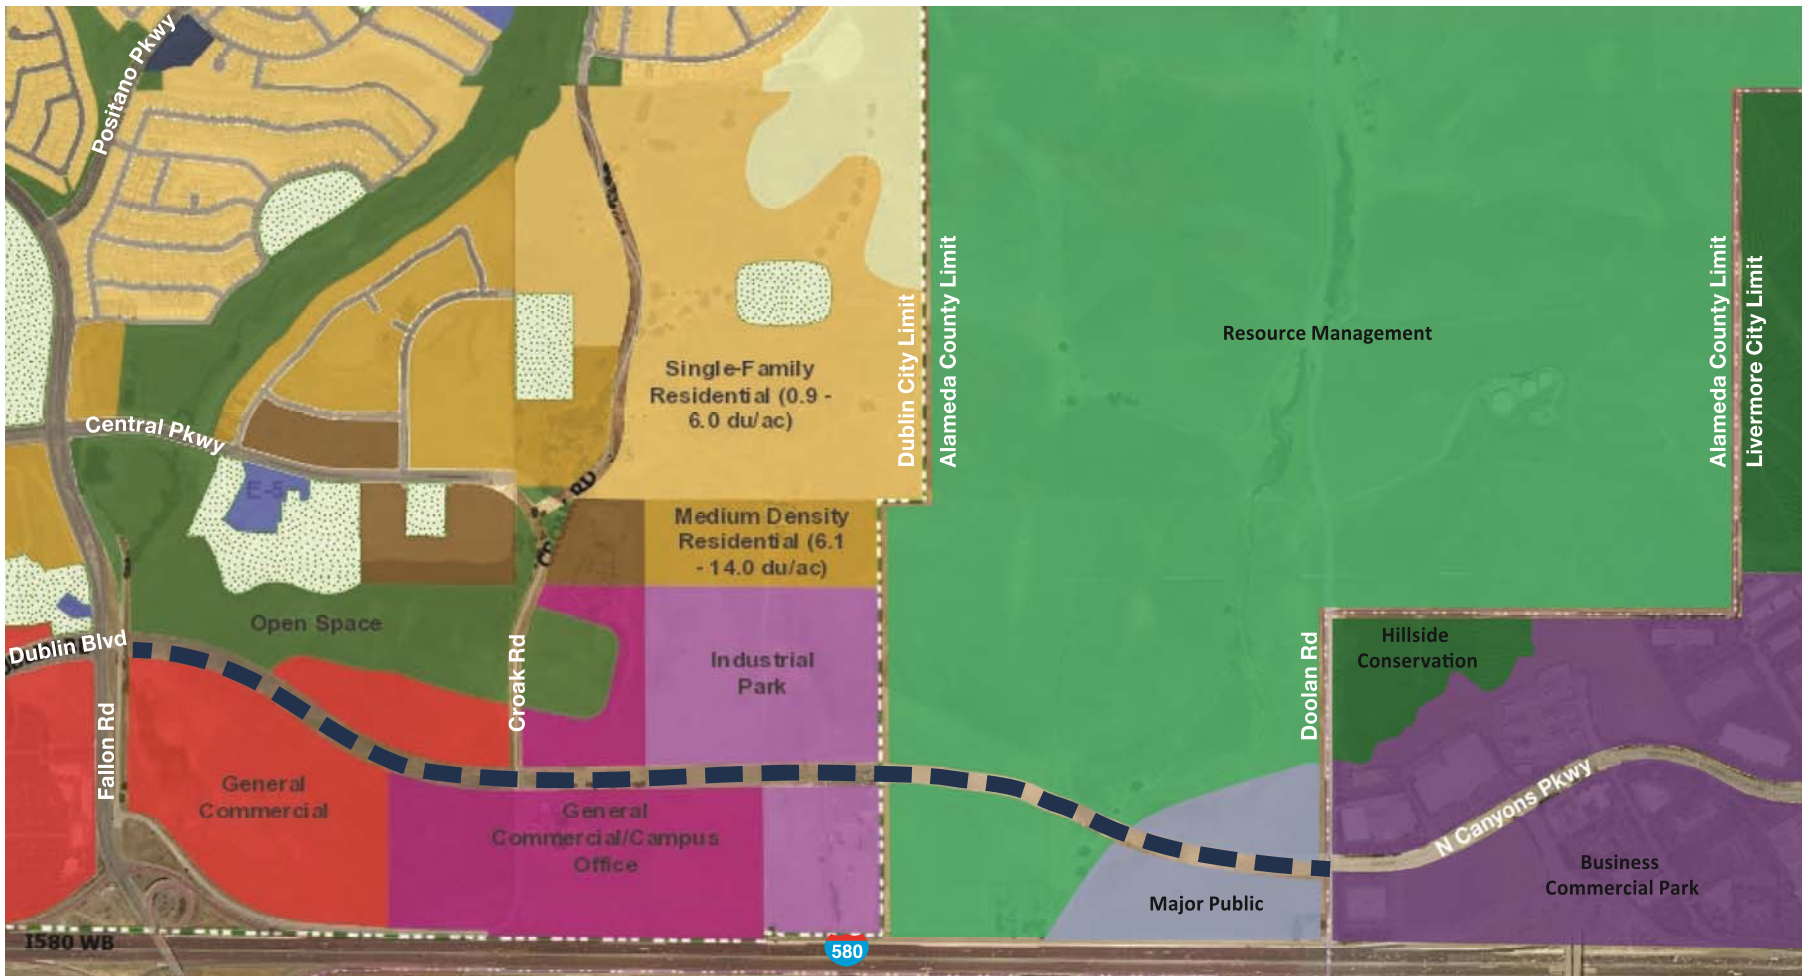 Positano Pkwy
Dublin City Limit
Alameda County Limit
Alameda County Limit
Livermore City Limit
Resource Management
Single-Family
Residential (0.9 -
6.0 du/ac)
Central Pkwy
E-S
RD
Medium Density
Residential (6.1
- 14.0 du/ac)
Open Space
Dublin Blvd
Croak Rd
Industrial
Park
Doolan Rd
Hillside
Conservation
Fallon Rd
General
Commercial
General
Commercial/Campus
Office
N Canyons Pkwy
Business
Commercial Park
Major Public
I580 WB
580